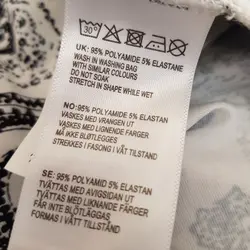 30°
UK: 95% POLYAMIDE 5% ELASTANE
WASH IN WASHING BAG
WITH SIMILAR COLOURS
DO NOT SOAK
STRETCH IN SHAPE WHILE WET
NO: 95% POLYAMID 5% ELASTAN
VASKES MED VRANGEN UT
VASKES MED LIGNENDE FARGER
MÅ IKKE BLØTLEGGES
STREKKES I FASONG I VÅT TILSTAND
SE: 95% POLYAMID 5% ELASTAN
TVÄTTAS MED AVIGSIDAN UT
TVÄTTAS MED LIKNANDE FÄRGER
FÅR INTE BLÖTLÄGGAS
FORMAS I VÅTT TILLSTÅND